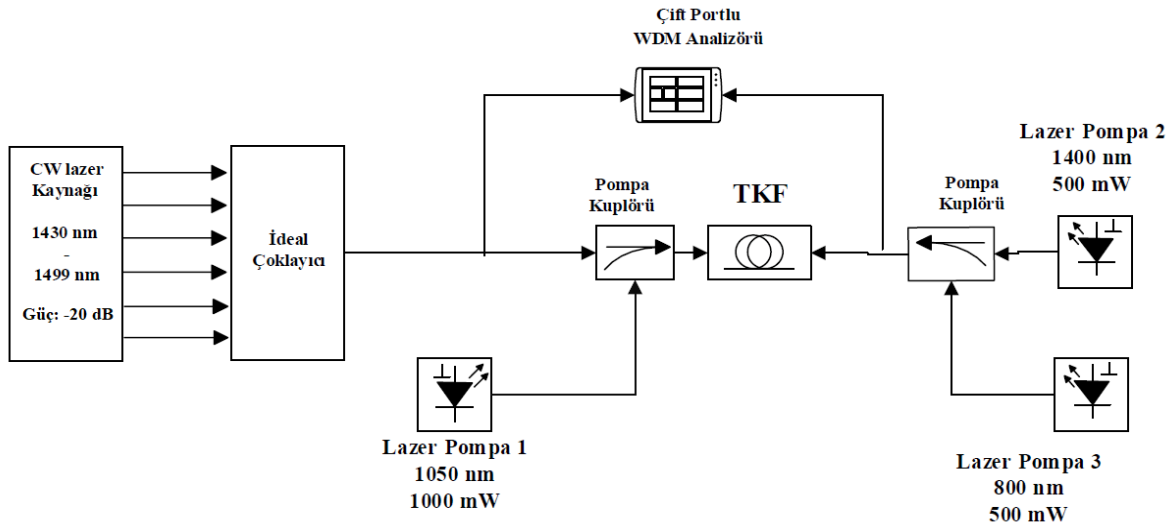 Çift Portlu
WDM Analizörü
CW lazer
Kaynağı
1430 nm
-
1499 nm
Güç: -20 dB
İdeal
Çoklayıcı
Pompa
Kuplörü
TKF
Pompa
Kuplörü
Lazer Pompa 2
1400 nm
500 mW
Lazer Pompa 1
1050 nm
1000 mW
Lazer Pompa 3
800 nm
500 mW